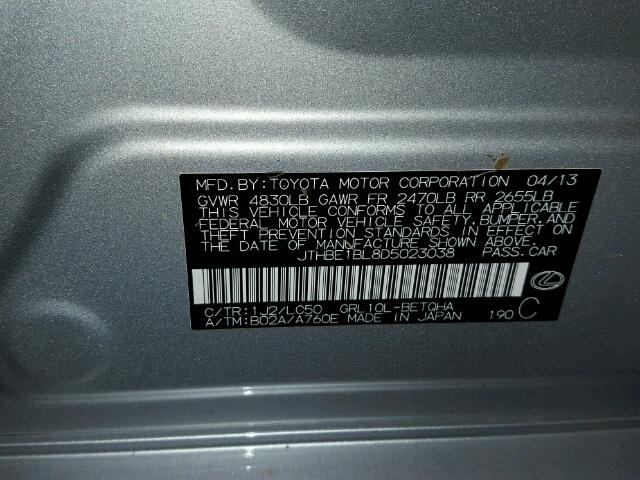 MFD. BY: TOYOTA MOTOR CORPORATION 04/13
GVWR 4830LB GAWR FR 2470LB RR 2655LB
THIS VEHICLE CONFORMS TO ALL APPLICABLE
FEDERAL MOTOR VEHICLE SAFETY, BUMPER, AND
THEFT PREVENTION STANDARDS IN EFFECT ON
THE DATE OF MANUFACTURE SHOWN ABOVE.
JTHBE1BL8D5023038 PASS. CAR
C/TR: 1J2/LC50 GRL10L-BETQHA
A/TM: B02A/A760E MADE IN JAPAN 190 C